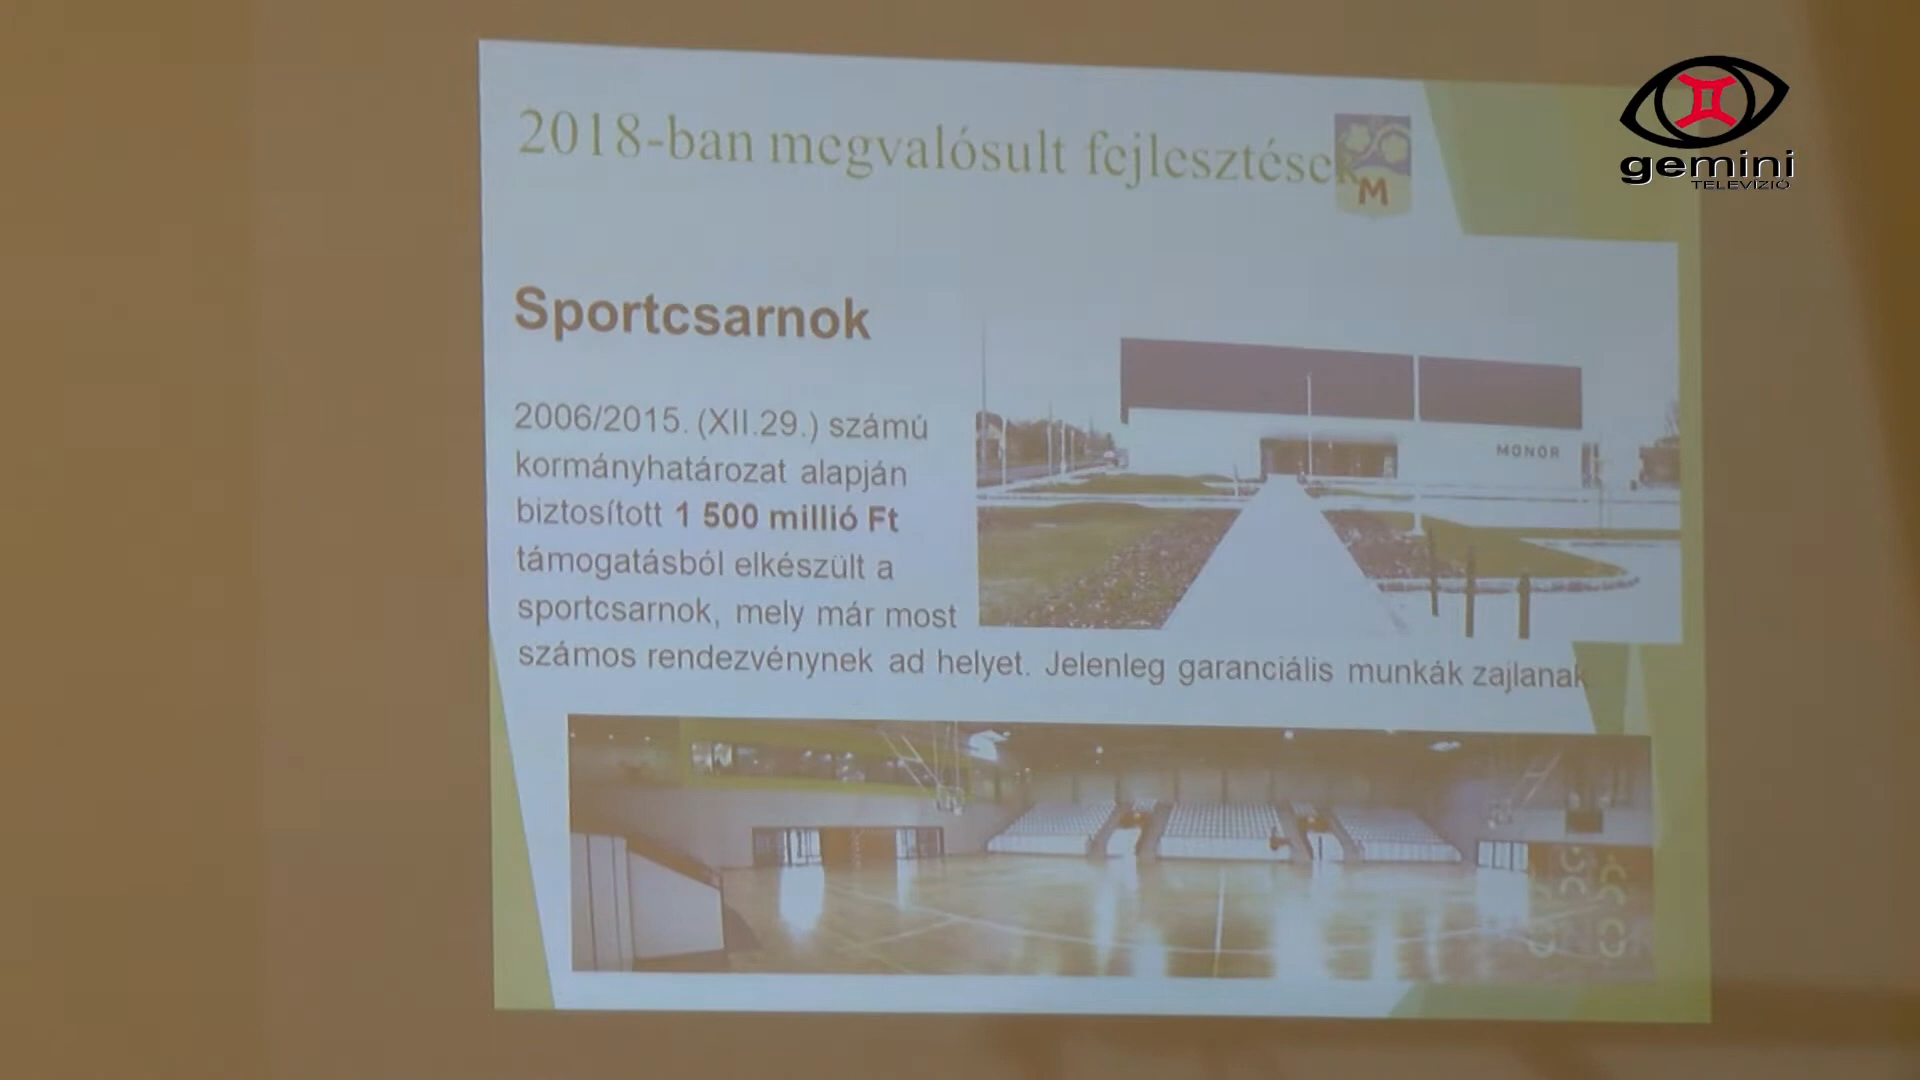 2018-ban megvalósult fejlesztések
M
gemini
TELEVÍZIÓ
Sportcsarnok
2006/2015. (XII.29.) számú
kormányhatározat alapján
biztosított 1 500 millió Ft
támogatásból elkészült a
sportcsarnok, mely már most
számos rendezvénynek ad helyet. Jelenleg garanciális munkák zajlanak
MONOR